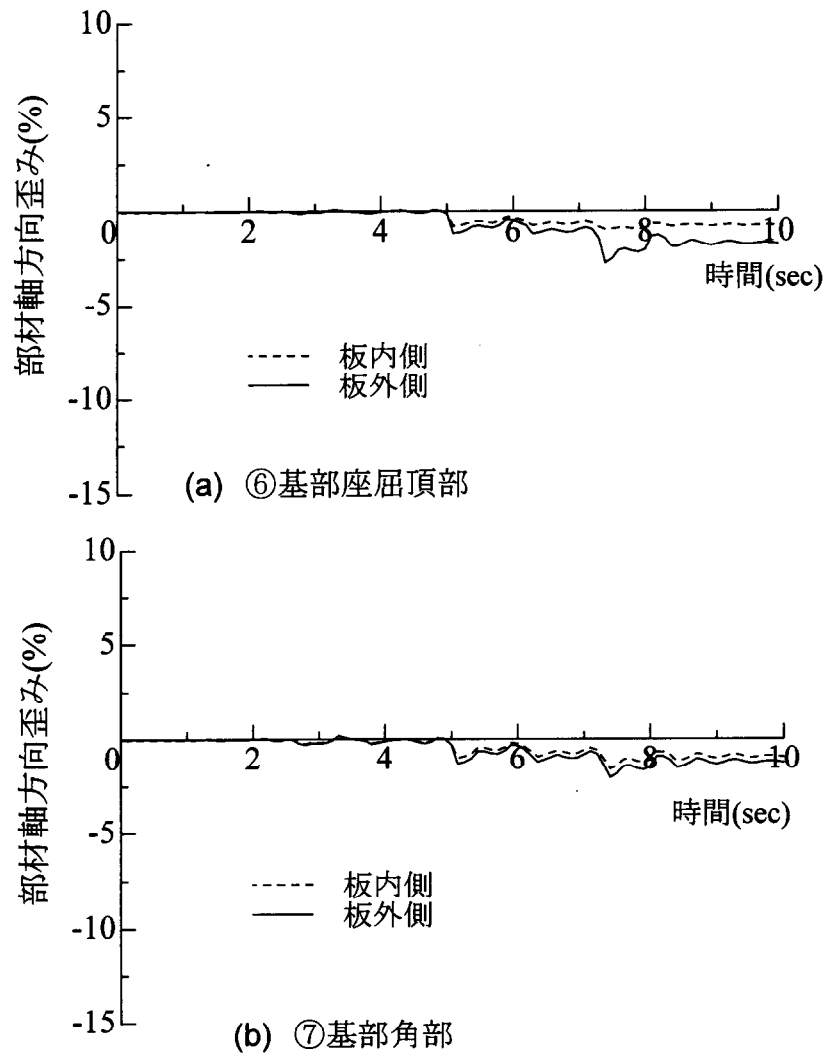 10
5
0
2
4
6
8
10
-5
-10
-15
部材軸方向歪み(%)
時間(sec)
板内側
板外側
(a) ⑥基部座屈頂部
10
5
0
2
4
6
8
10
-5
-10
-15
部材軸方向歪み(%)
時間(sec)
板内側
板外側
(b) ⑦基部角部